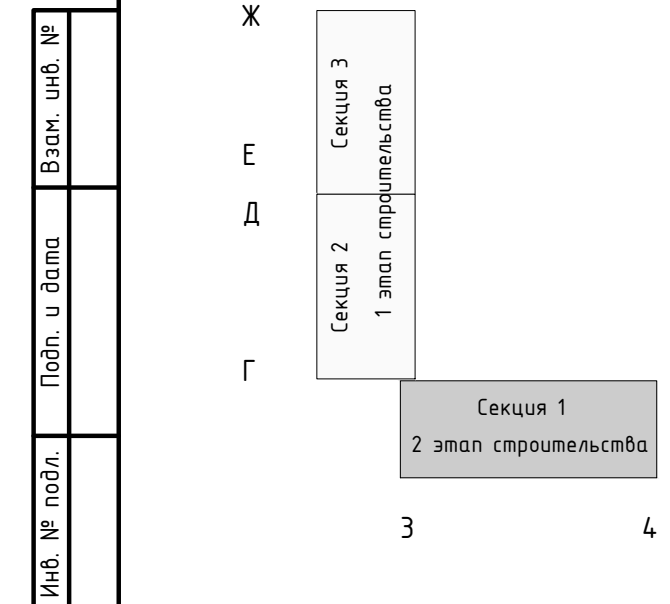 Взам. инв. №
Подп. и дата
Инв. № подл.
Ж
Е
Д
Г
Секция 3
Секция 2
1 этап строительства
Секция 1
2 этап строительства
3
4